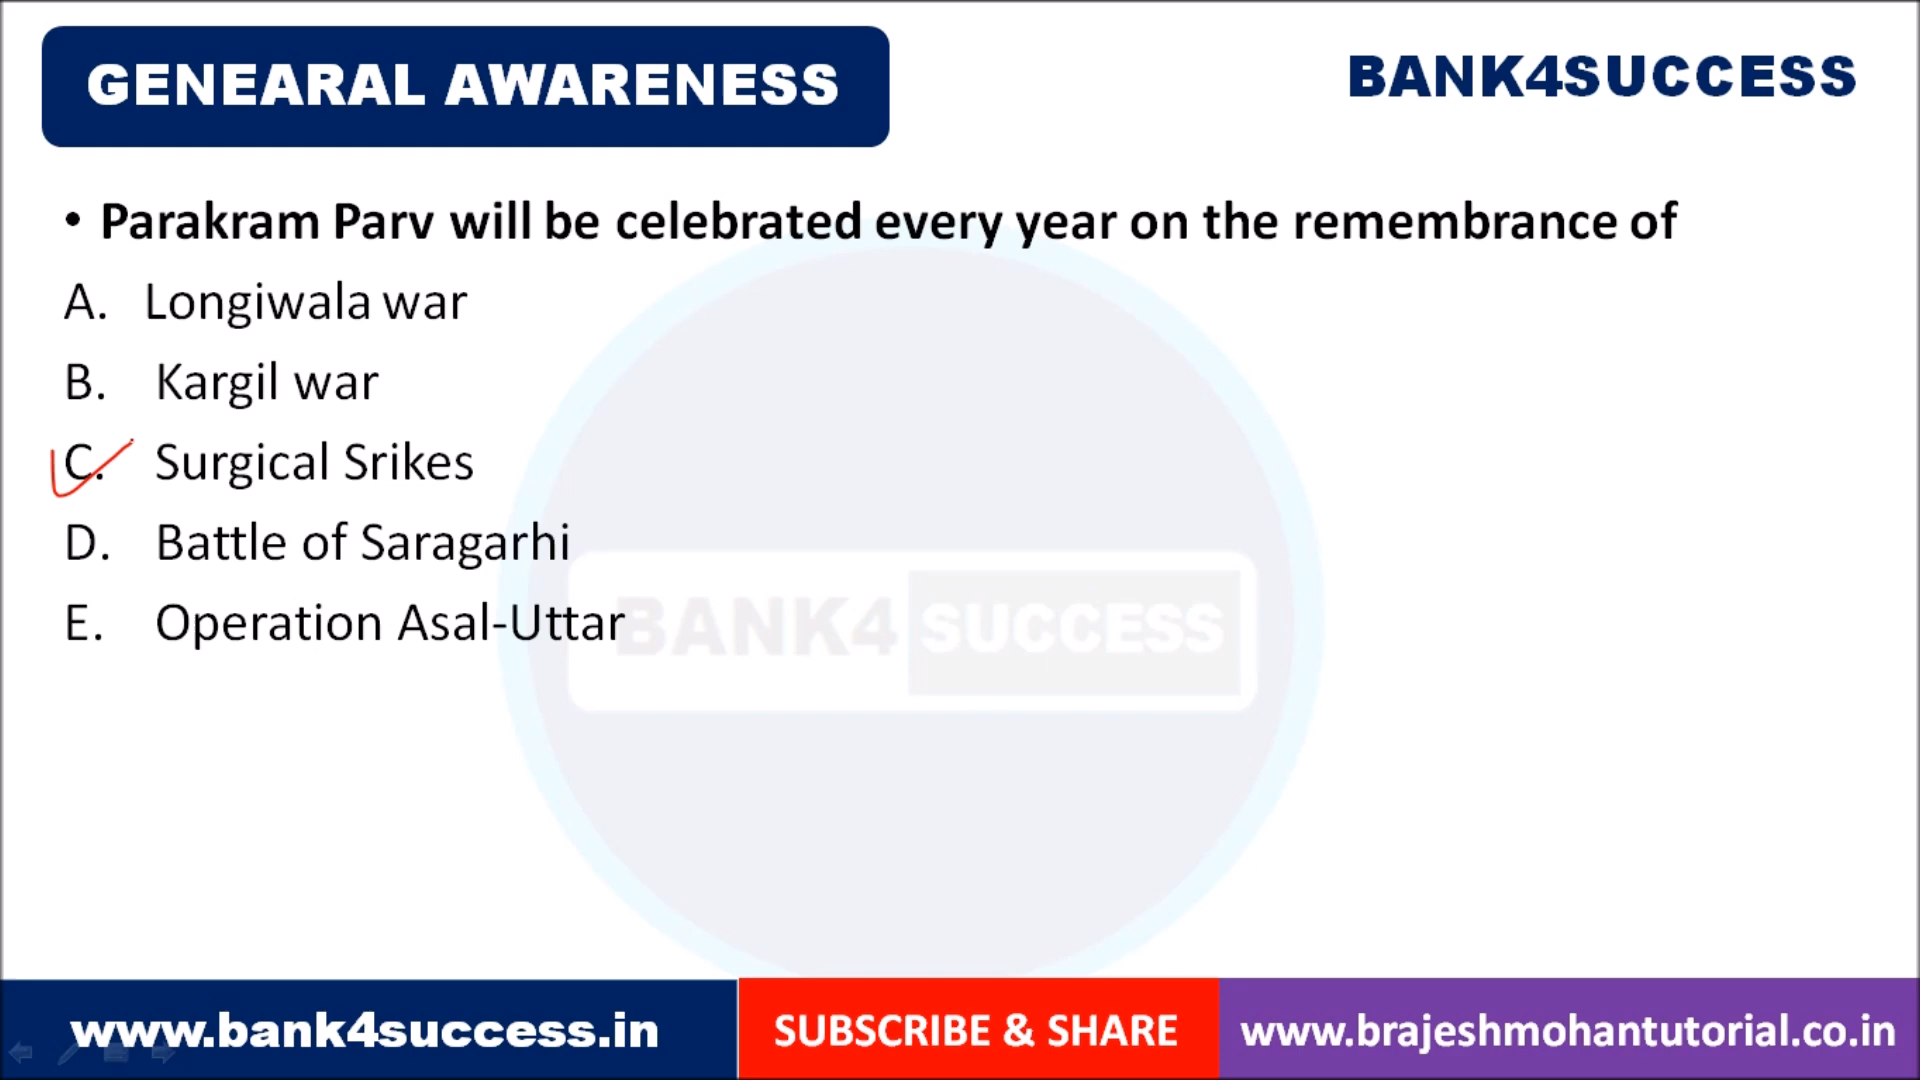 GENEARAL AWARENESS
BANK4SUCCESS
• Parakram Parv will be celebrated every year on the remembrance of
A. Longiwala war
B. Kargil war
C. Surgical Srikes
D. Battle of Saragarhi
E. Operation Asal-Uttar
BANK4 SUCCESS
www.bank4success.in
SUBSCRIBE & SHARE
www.brajeshmohantutorial.co.in